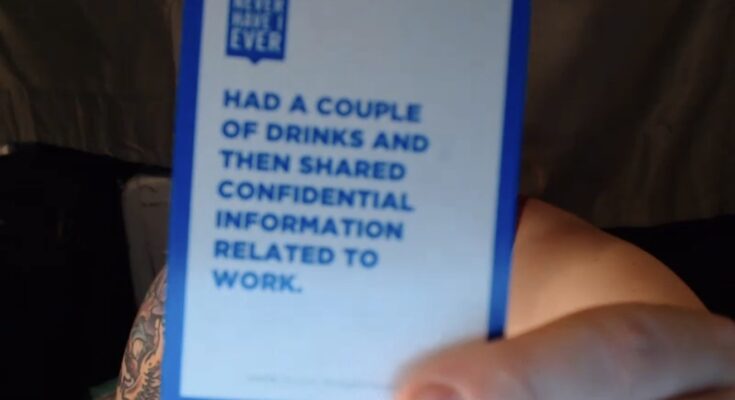 NEVER
HAVE I
EVER
HAD A COUPLE
OF DRINKS AND
THEN SHARED
CONFIDENTIAL
INFORMATION
RELATED TO
WORK.